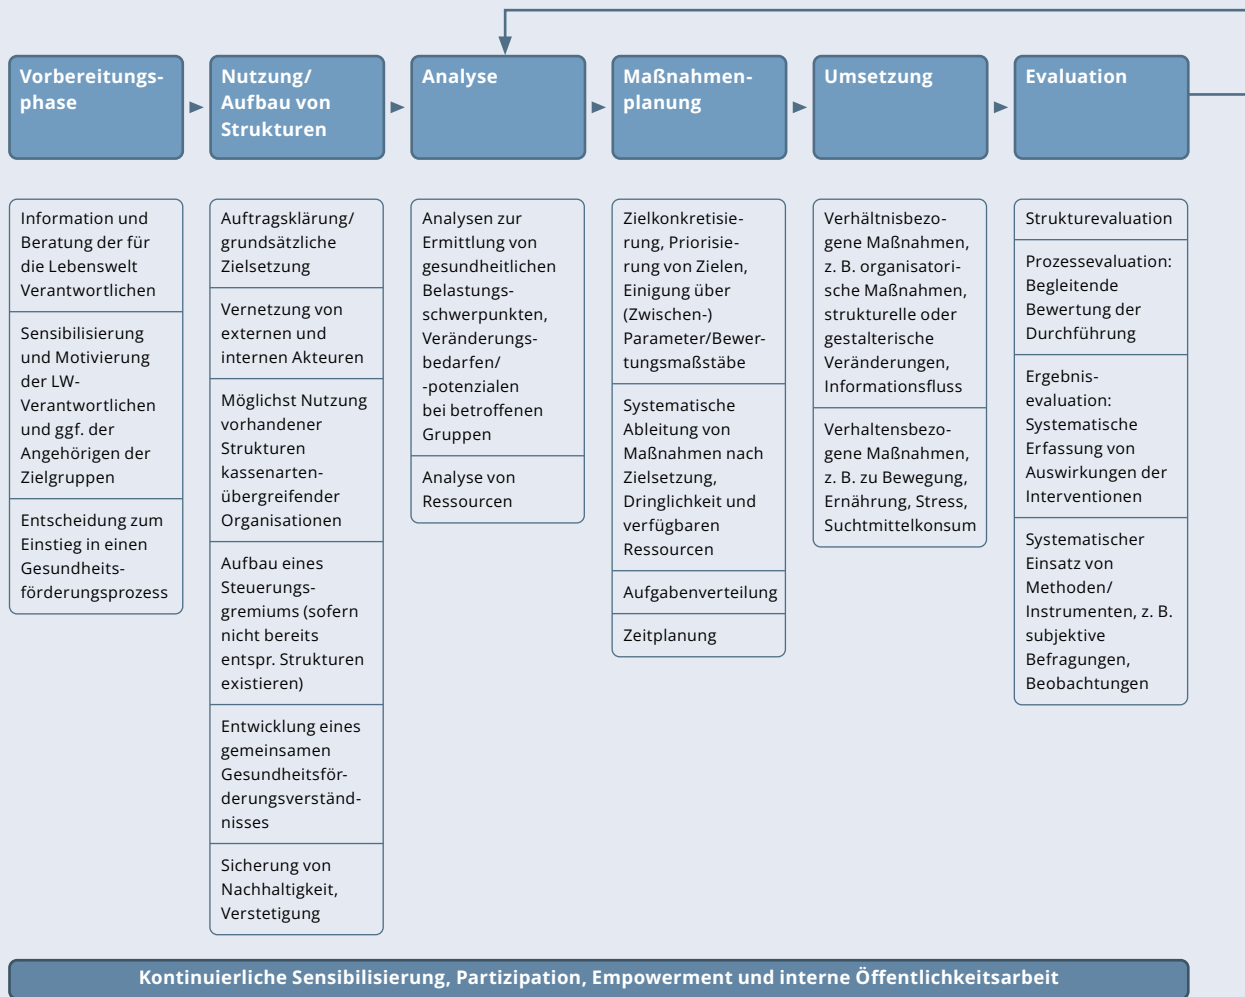 Vorbereitungs-
phase
Nutzung/
Aufbau von
Strukturen
Analyse
Maßnahmen-
planung
Umsetzung
Evaluation
Information und
Beratung der für
die Lebenswelt
Verantwortlichen
Sensibilisierung
und Motivierung
der LW-
Verantwortlichen
und ggf. der
Angehörigen der
Zielgruppen
Entscheidung zum
Einstieg in einen
Gesundheits-
förderungsprozess
Auftragsklärung/
grundsätzliche
Zielsetzung
Vernetzung von
externen und
internen Akteuren
Möglichst Nutzung
vorhandener
Strukturen
kassenarten-
übergreifender
Organisationen
Aufbau eines
Steuerungs-
gremiums (sofern
nicht bereits
entspr. Strukturen
existieren)
Entwicklung eines
gemeinsamen
Gesundheitsför-
derungsverständ-
nisses
Sicherung von
Nachhaltigkeit,
Verstetigung
Analysen zur
Ermittlung von
gesundheitlichen
Belastungs-
schwerpunkten,
Veränderungs-
bedarfen/
-potenzialen
bei betroffenen
Gruppen
Analyse von
Ressourcen
Zielkonkretisie-
rung, Priorisie-
rung von Zielen,
Einigung über
(Zwischen-)
Parameter/Bewer-
tungsmaßstäbe
Systematische
Ableitung von
Maßnahmen nach
Zielsetzung,
Dringlichkeit und
verfügbaren
Ressourcen
Aufgabenverteilung
Zeitplanung
Verhältnisbezo-
gene Maßnahmen,
z. B. organisatori-
sche Maßnahmen,
strukturelle oder
gestalterische
Veränderungen,
Informationsfluss
Verhaltensbezo-
gene Maßnahmen,
z. B. zu Bewegung,
Ernährung, Stress,
Suchtmittelkonsum
Strukturevaluation
Prozessevaluation:
Begleitende
Bewertung der
Durchführung
Ergebnis-
evaluation:
Systematische
Erfassung von
Auswirkungen der
Interventionen
Systematischer
Einsatz von
Methoden/
Instrumenten, z. B.
subjektive
Befragungen,
Beobachtungen
Kontinuierliche Sensibilisierung, Partizipation, Empowerment und interne Öffentlichkeitsarbeit